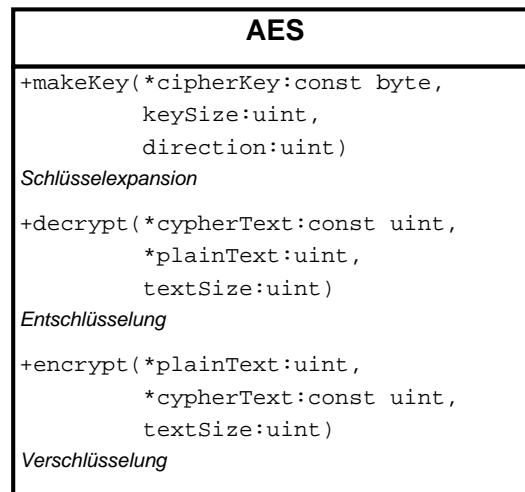 AES
+makeKey(*cipherKey:const byte,
keySize:uint,
direction:uint)
Schlüsselexpansion
+decrypt(*cypherText:const uint,
*plainText:uint,
textSize:uint)
Entschlüsselung
+encrypt(*plainText:uint,
*cypherText:const uint,
textSize:uint)
Verschlüsselung